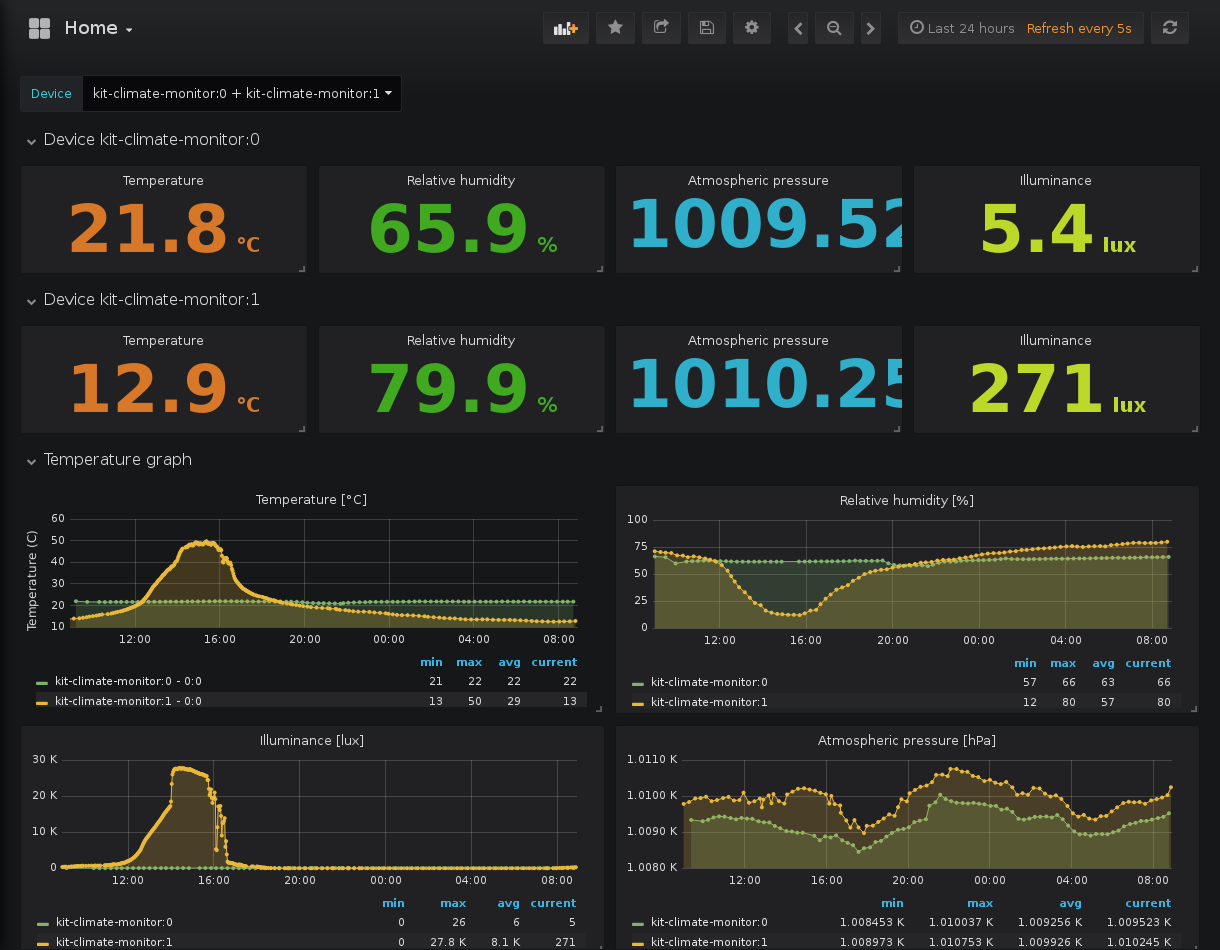 Home
Last 24 hours Refresh every 5s
Device kit-climate-monitor:0 + kit-climate-monitor:1
Device kit-climate-monitor:0
Temperature Relative humidity Atmospheric pressure Illuminance
21.8 °C 65.9 % 1009.52 5.4 lux
Device kit-climate-monitor:1
Temperature Relative humidity Atmospheric pressure Illuminance
12.9 °C 79.9 % 1010.25 271 lux
Temperature graph
Temperature [°C]
Temperature (C)
60
50
40
30
20
10
12:00 16:00 20:00 00:00 04:00 08:00
min max avg current
kit-climate-monitor:0 - 0:0 21 22 22 22
kit-climate-monitor:1 - 0:0 13 50 29 13
Relative humidity [%]
100
75
50
25
0
12:00 16:00 20:00 00:00 04:00 08:00
min max avg current
kit-climate-monitor:0 57 66 63 66
kit-climate-monitor:1 12 80 57 80
Illuminance [lux]
30 K
20 K
10 K
0
12:00 16:00 20:00 00:00 04:00 08:00
min max avg current
kit-climate-monitor:0 0 26 6 5
kit-climate-monitor:1 0 27.8 K 8.1 K 271
Atmospheric pressure [hPa]
1.0110 K
1.0100 K
1.0090 K
1.0080 K
12:00 16:00 20:00 00:00 04:00 08:00
min max avg current
kit-climate-monitor:0 1.008453 K 1.010037 K 1.009256 K 1.009523 K
kit-climate-monitor:1 1.008973 K 1.010753 K 1.009926 K 1.010245 K